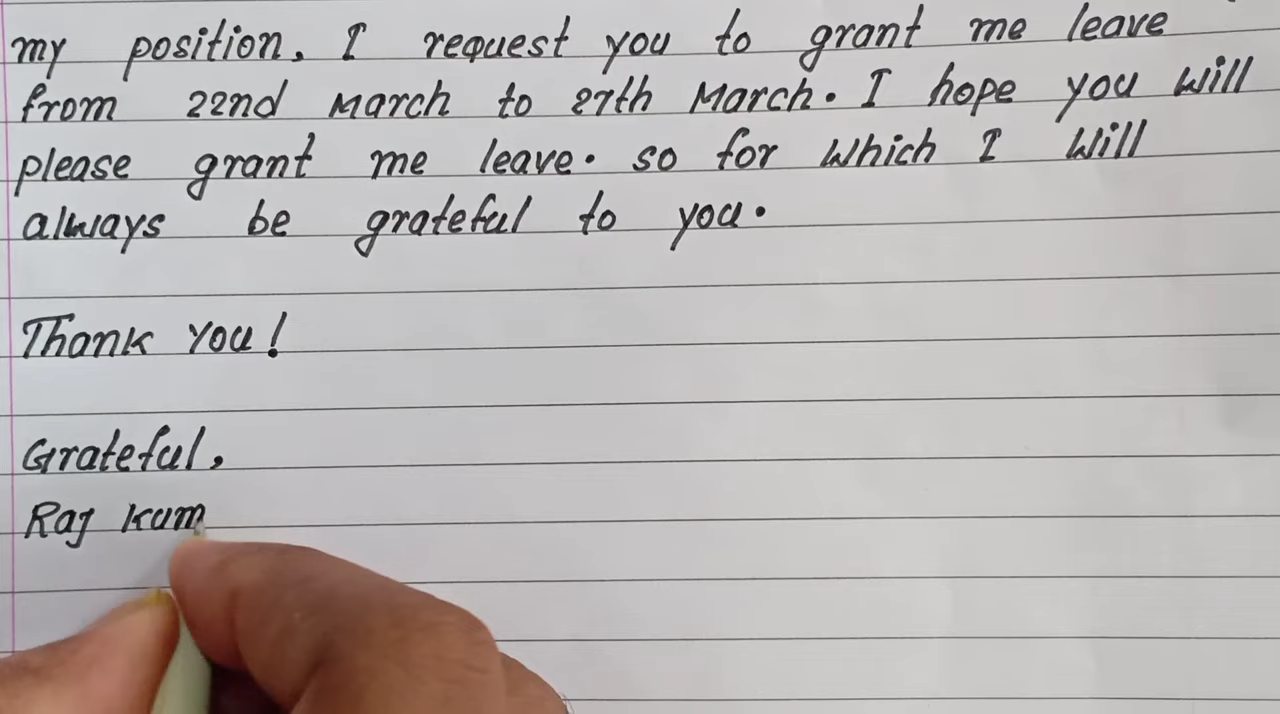 my position, I request you to grant me leave
from 22nd March to 27th March. I hope you will
please grant me leave. so for which I will
always be grateful to you.
Thank You!
Grateful,
Raj Kum